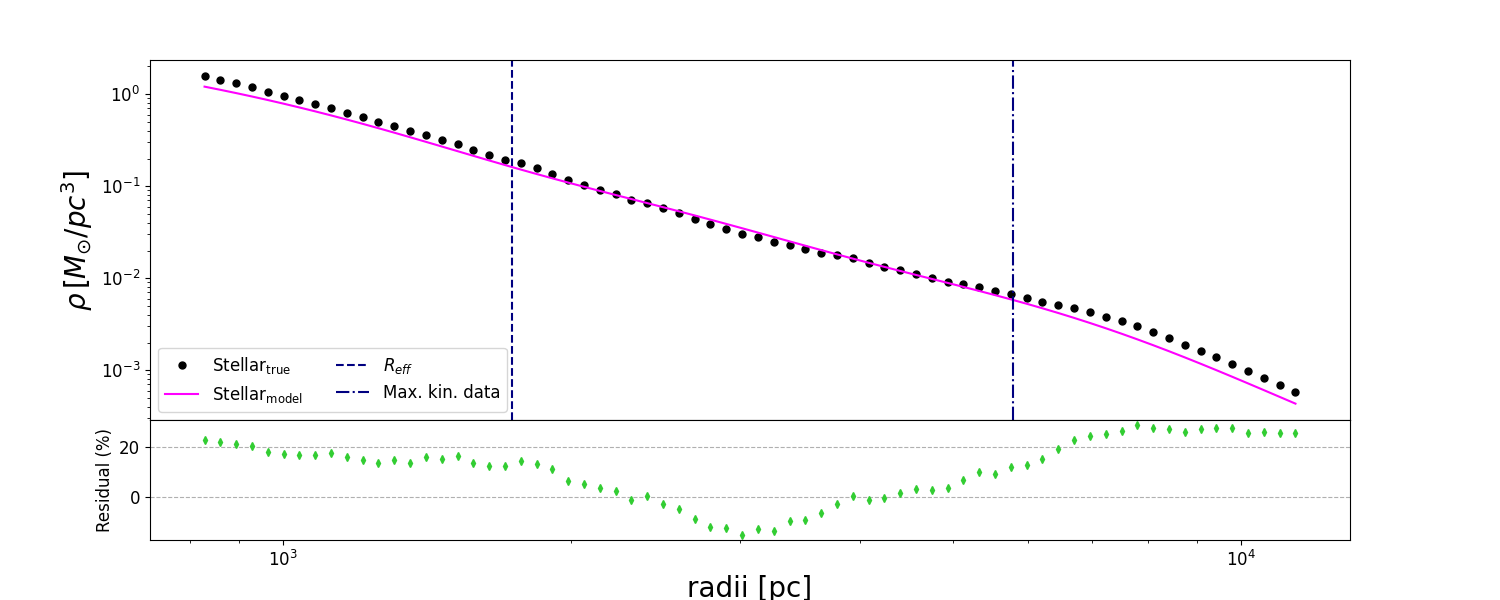 10⁰
10⁻¹
10⁻²
10⁻³
ρ [M⊙/pc³]
Stellar_true
Stellar_model
R_eff
Max. kin. data
20
0
Residual (%)
10³
10⁴
radii [pc]